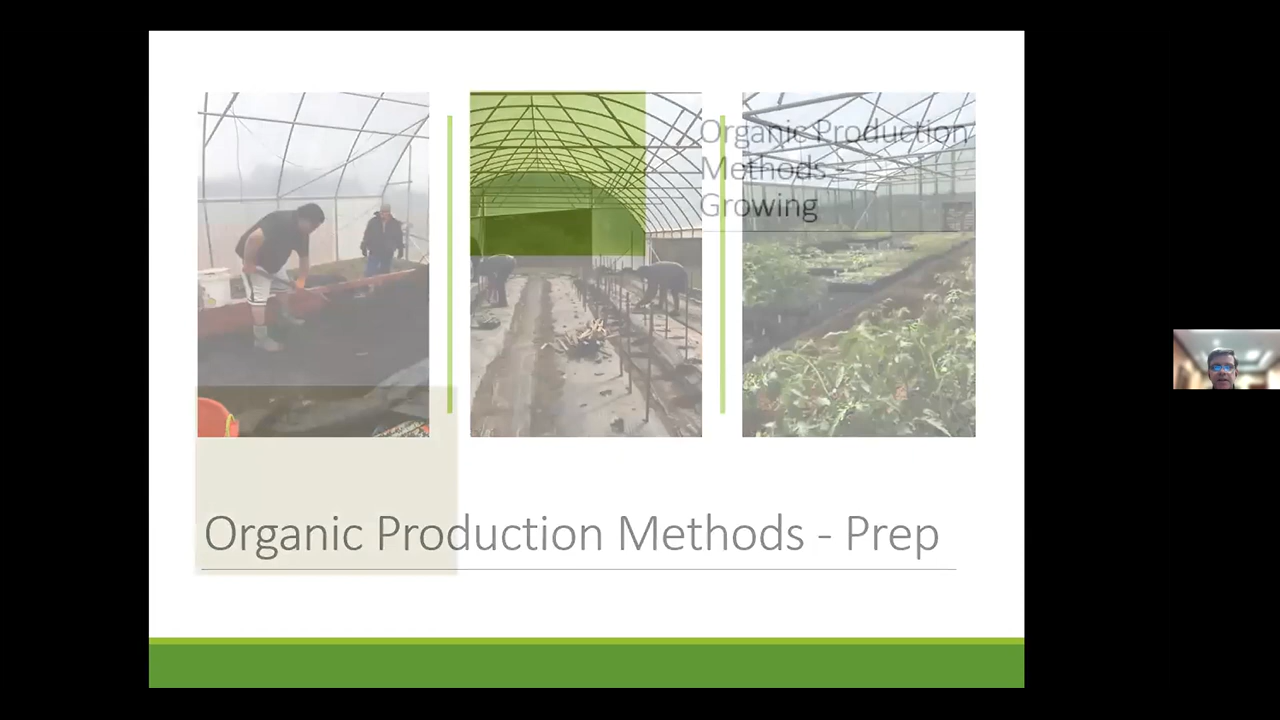 Organic Production
Methods -
Growing
Organic Production Methods - Prep